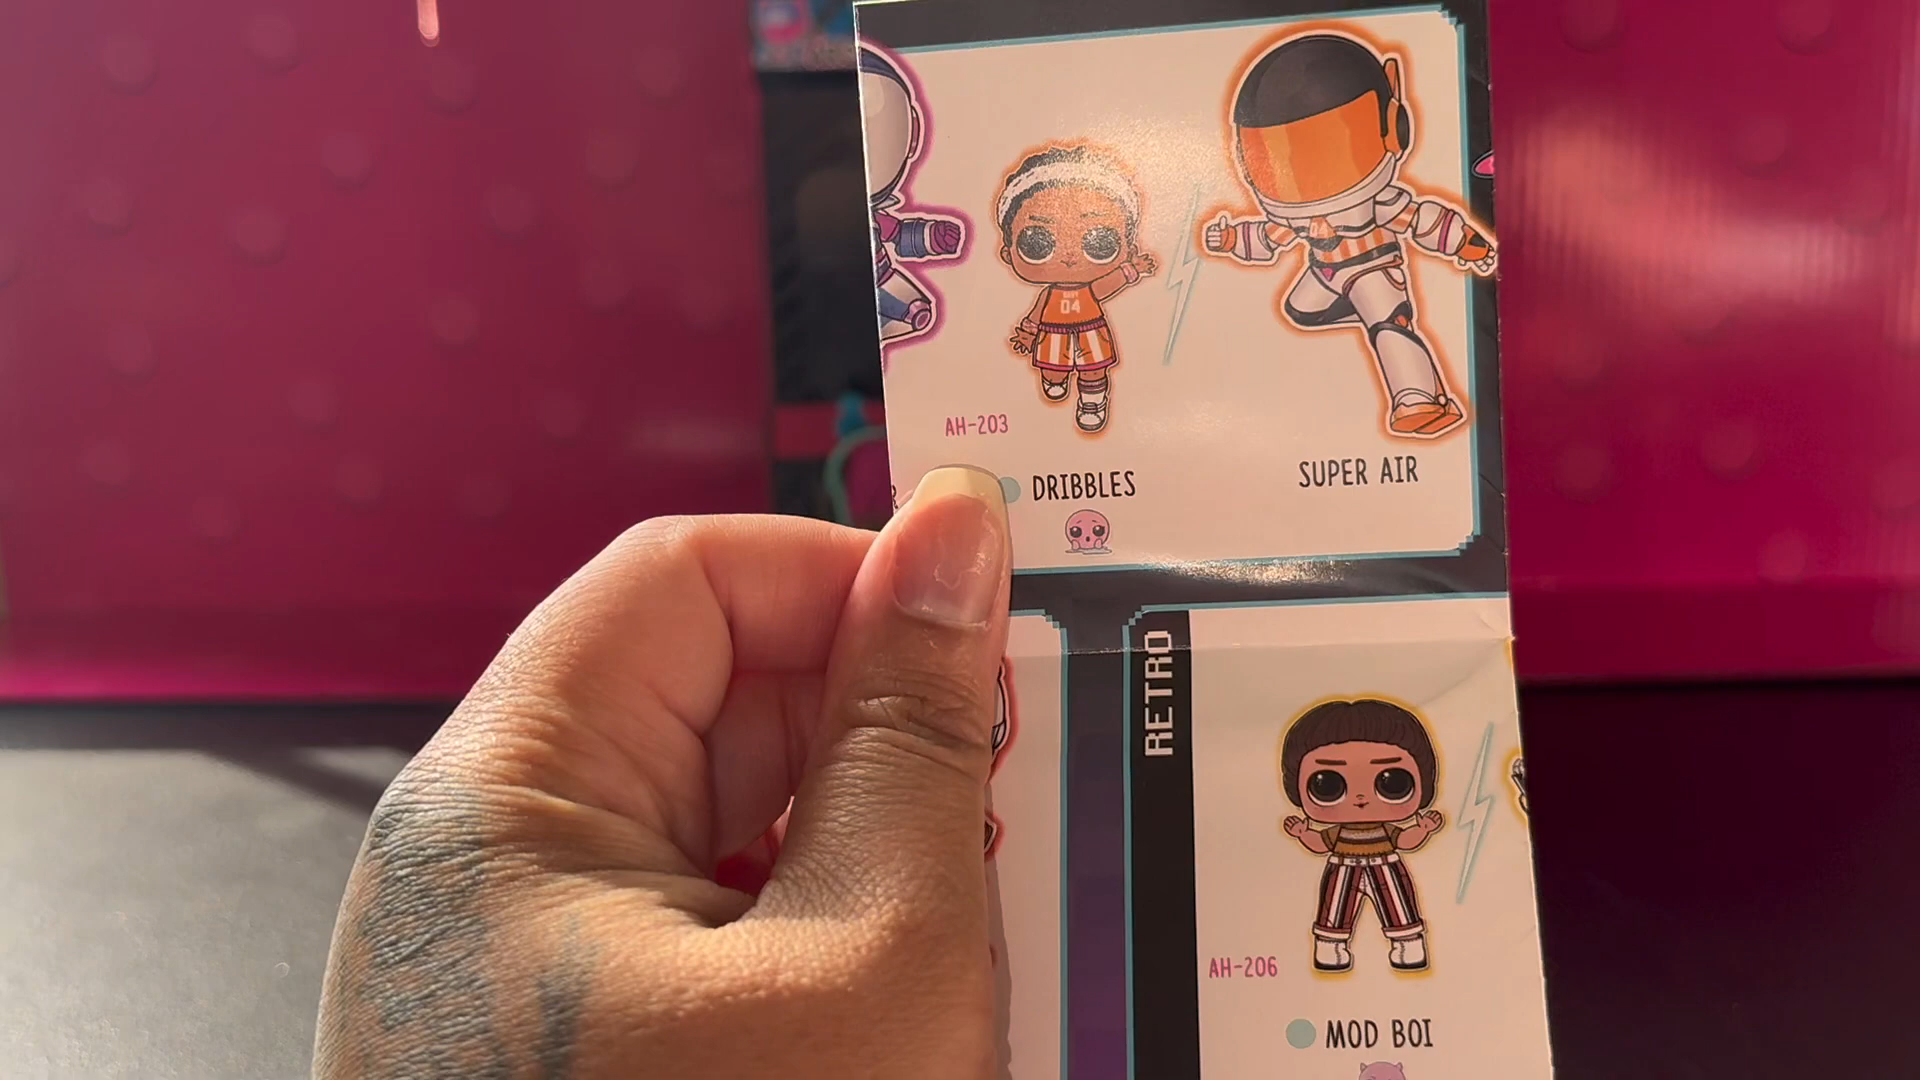 04
AH-203
DRIBBLES
SUPER AIR
RETRO
AH-206
MOD BOI